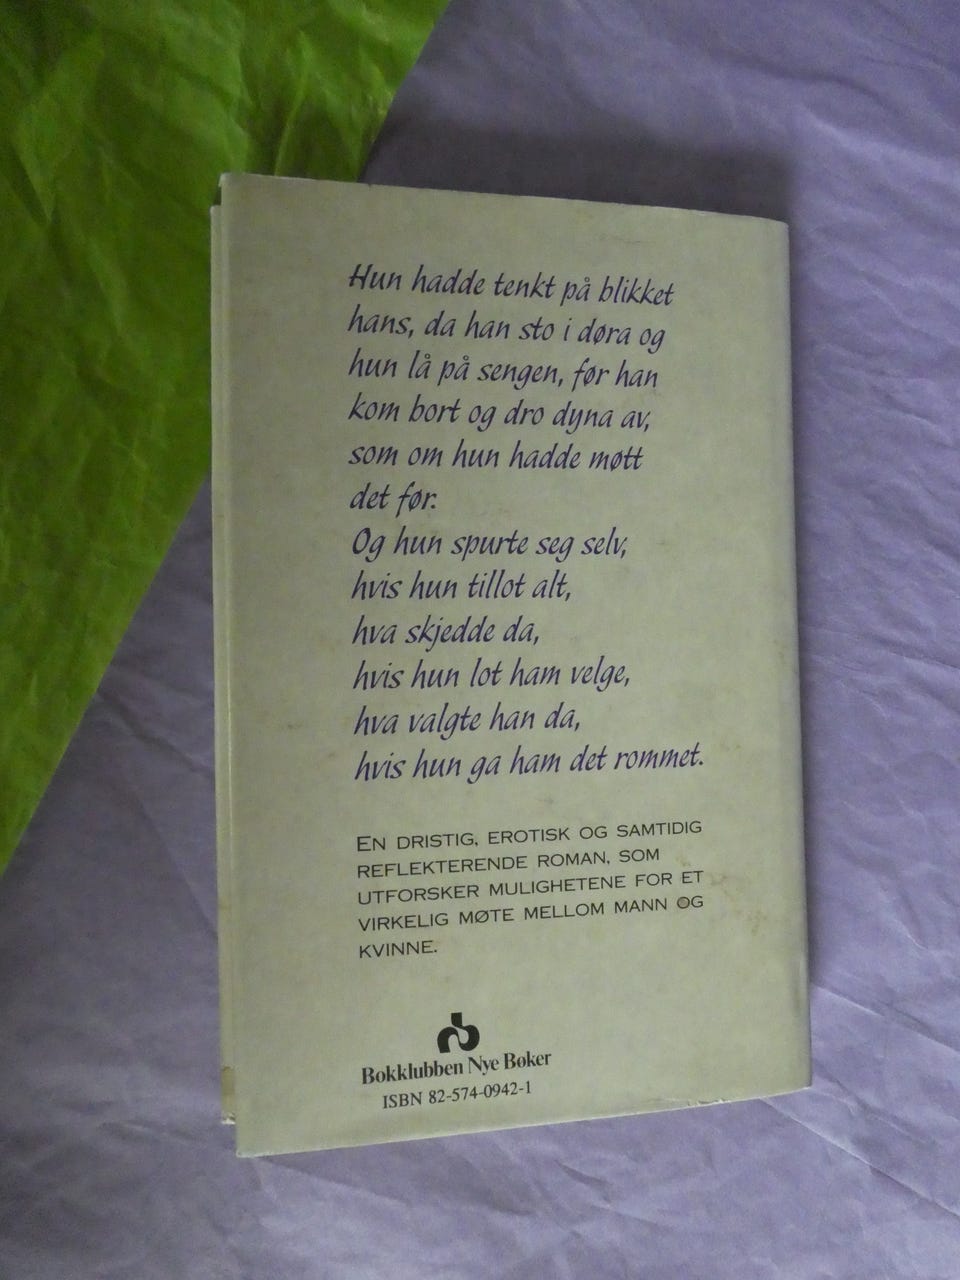 Hun hadde tenkt på blikket
hans, da han sto i døra og
hun lå på sengen, før han
kom bort og dro dyna av,
som om hun hadde møtt
det før.
Og hun spurte seg selv,
hvis hun tillot alt,
hva skjedde da,
hvis hun lot ham velge,
hva valgte han da,
hvis hun ga ham det rommet.
EN DRISTIG, EROTISK OG SAMTIDIG
REFLEKTERENDE ROMAN, SOM
UTFORSKER MULIGHETENE FOR ET
VIRKELIG MØTE MELLOM MANN OG
KVINNE.
Bokklubben Nye Bøker
ISBN 82-574-0942-1